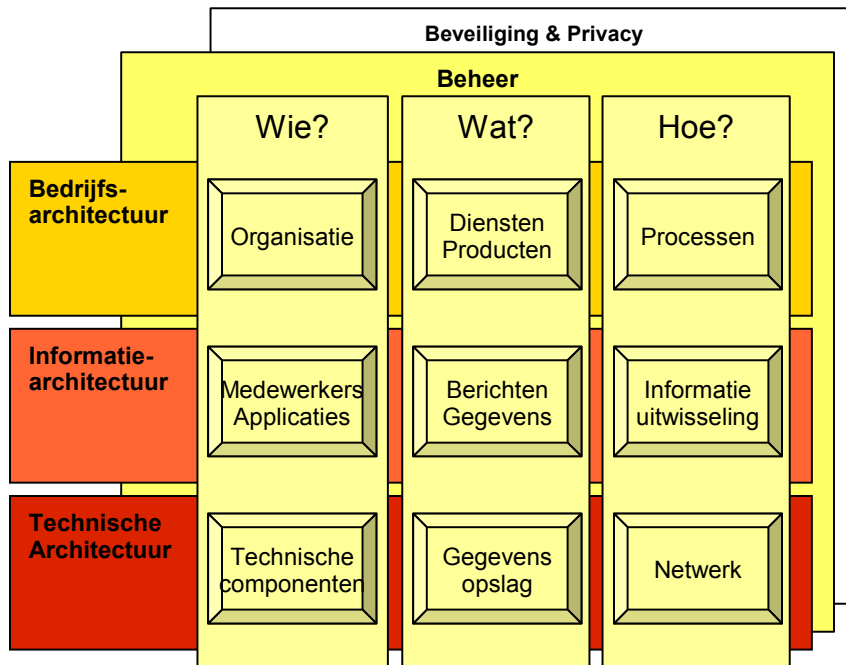 Beveiliging & Privacy
Beheer
Wie?
Wat?
Hoe?
Bedrijfs-
architectuur
Organisatie
Diensten
Producten
Processen
Informatie-
architectuur
Medewerkers
Applicaties
Berichten
Gegevens
Informatie
uitwisseling
Technische
Architectuur
Technische
componenten
Gegevens
opslag
Netwerk